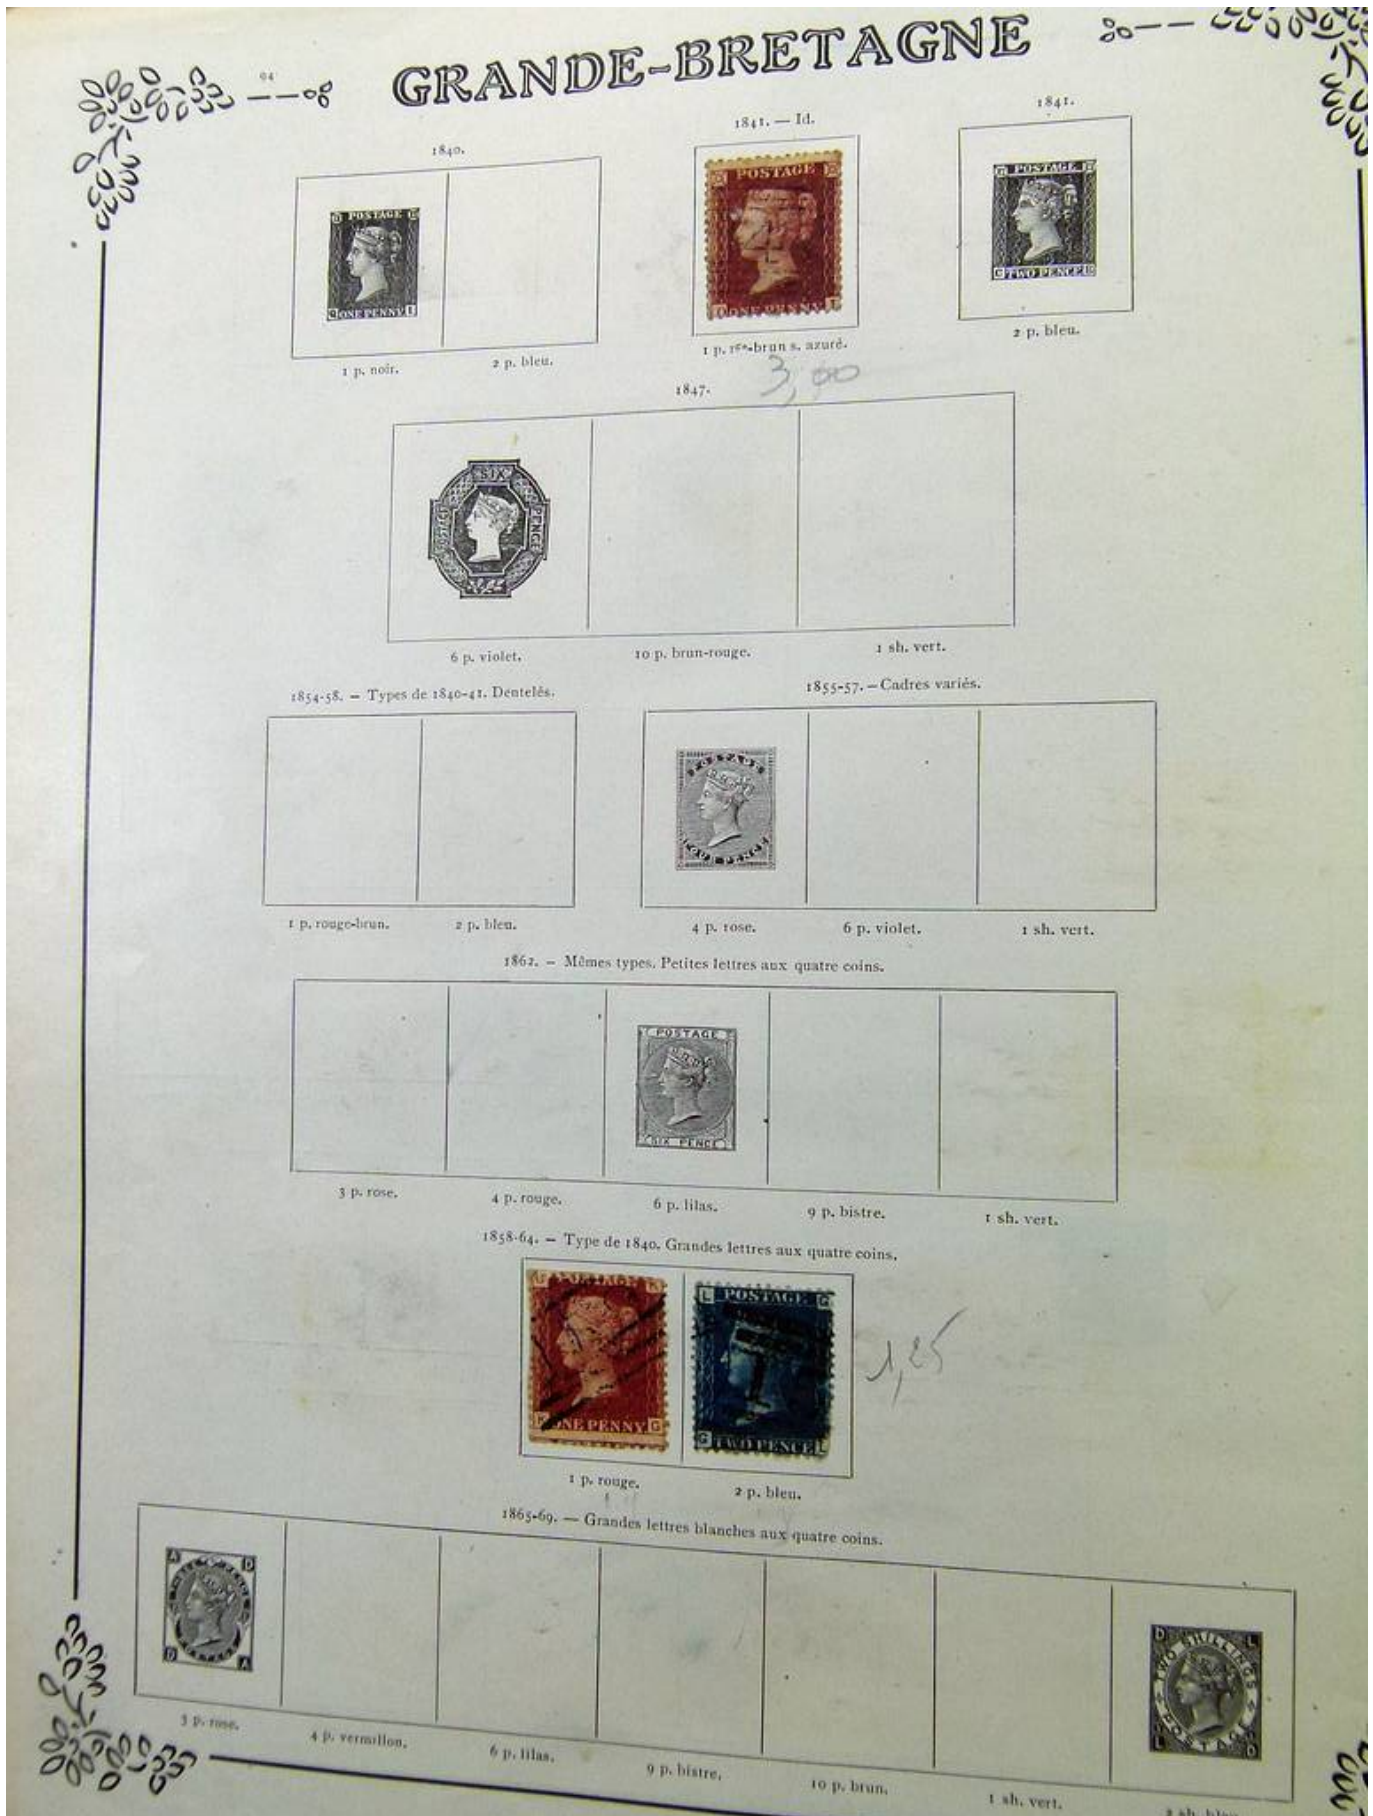 94
GRANDE-BRETAGNE
1840.
1841. — Id.
1841.
POSTAGE
ONE PENNY
POSTAGE
POSTAGE
TWO PENCE
1 p. noir.
2 p. bleu.
1 p. rge-brun s. azuré.
2 p. bleu.
3,00
1847.
SIX
PENCE
6 p. violet.
10 p. brun-rouge.
1 sh. vert.
1854-58. — Types de 1840-41. Dentelés.
1855-57. — Cadres variés.
POSTAGE
FOUR PENCE
1 p. rouge-brun.
2 p. bleu.
4 p. rose.
6 p. violet.
1 sh. vert.
1862. — Mêmes types. Petites lettres aux quatre coins.
POSTAGE
SIX PENCE
3 p. rose.
4 p. rouge.
6 p. lilas.
9 p. bistre.
1 sh. vert.
1858-64. — Type de 1840. Grandes lettres aux quatre coins.
POSTAGE
K
K
ONE PENNY
G
L
POSTAGE
G
G
TWO PENCE
L
1,25
1 p. rouge.
2 p. bleu.
1865-69. — Grandes lettres blanches aux quatre coins.
A
D
D
A
D
L
TWO SHILLINGS
POSTAGE
L
D
3 p. rose.
4 p. vermillon.
6 p. lilas.
9 p. bistre.
10 p. brun.
1 sh. vert.